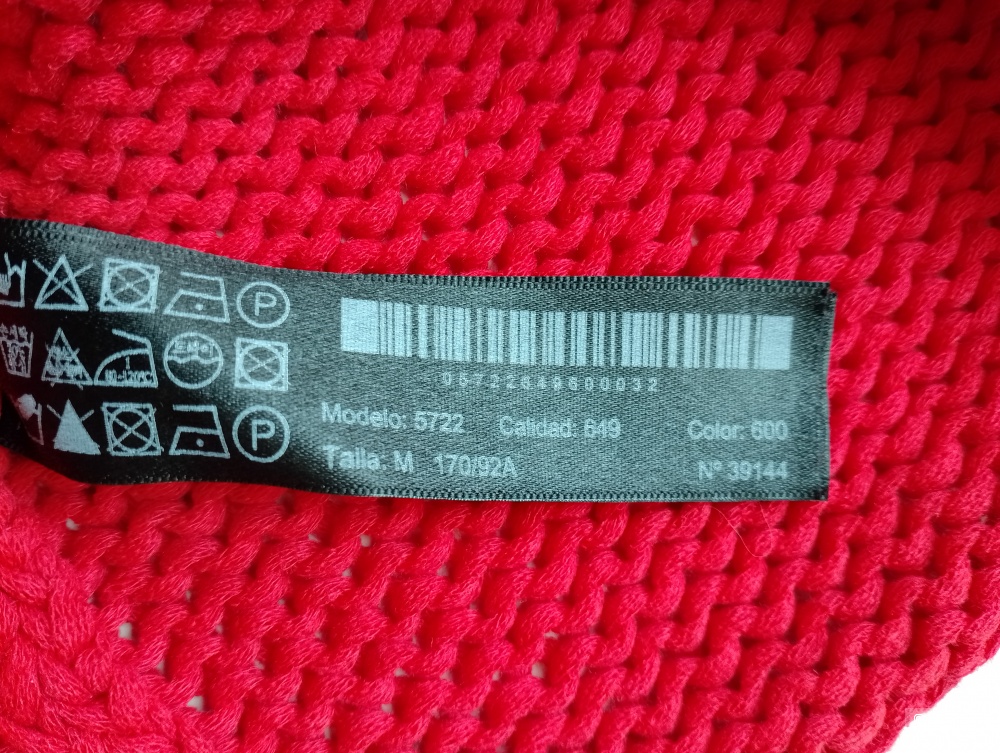 P
05722649600032
Modelo: 5722 Calidad: 649 Color: 600
Talla: M 170/92A Nº 39144
P